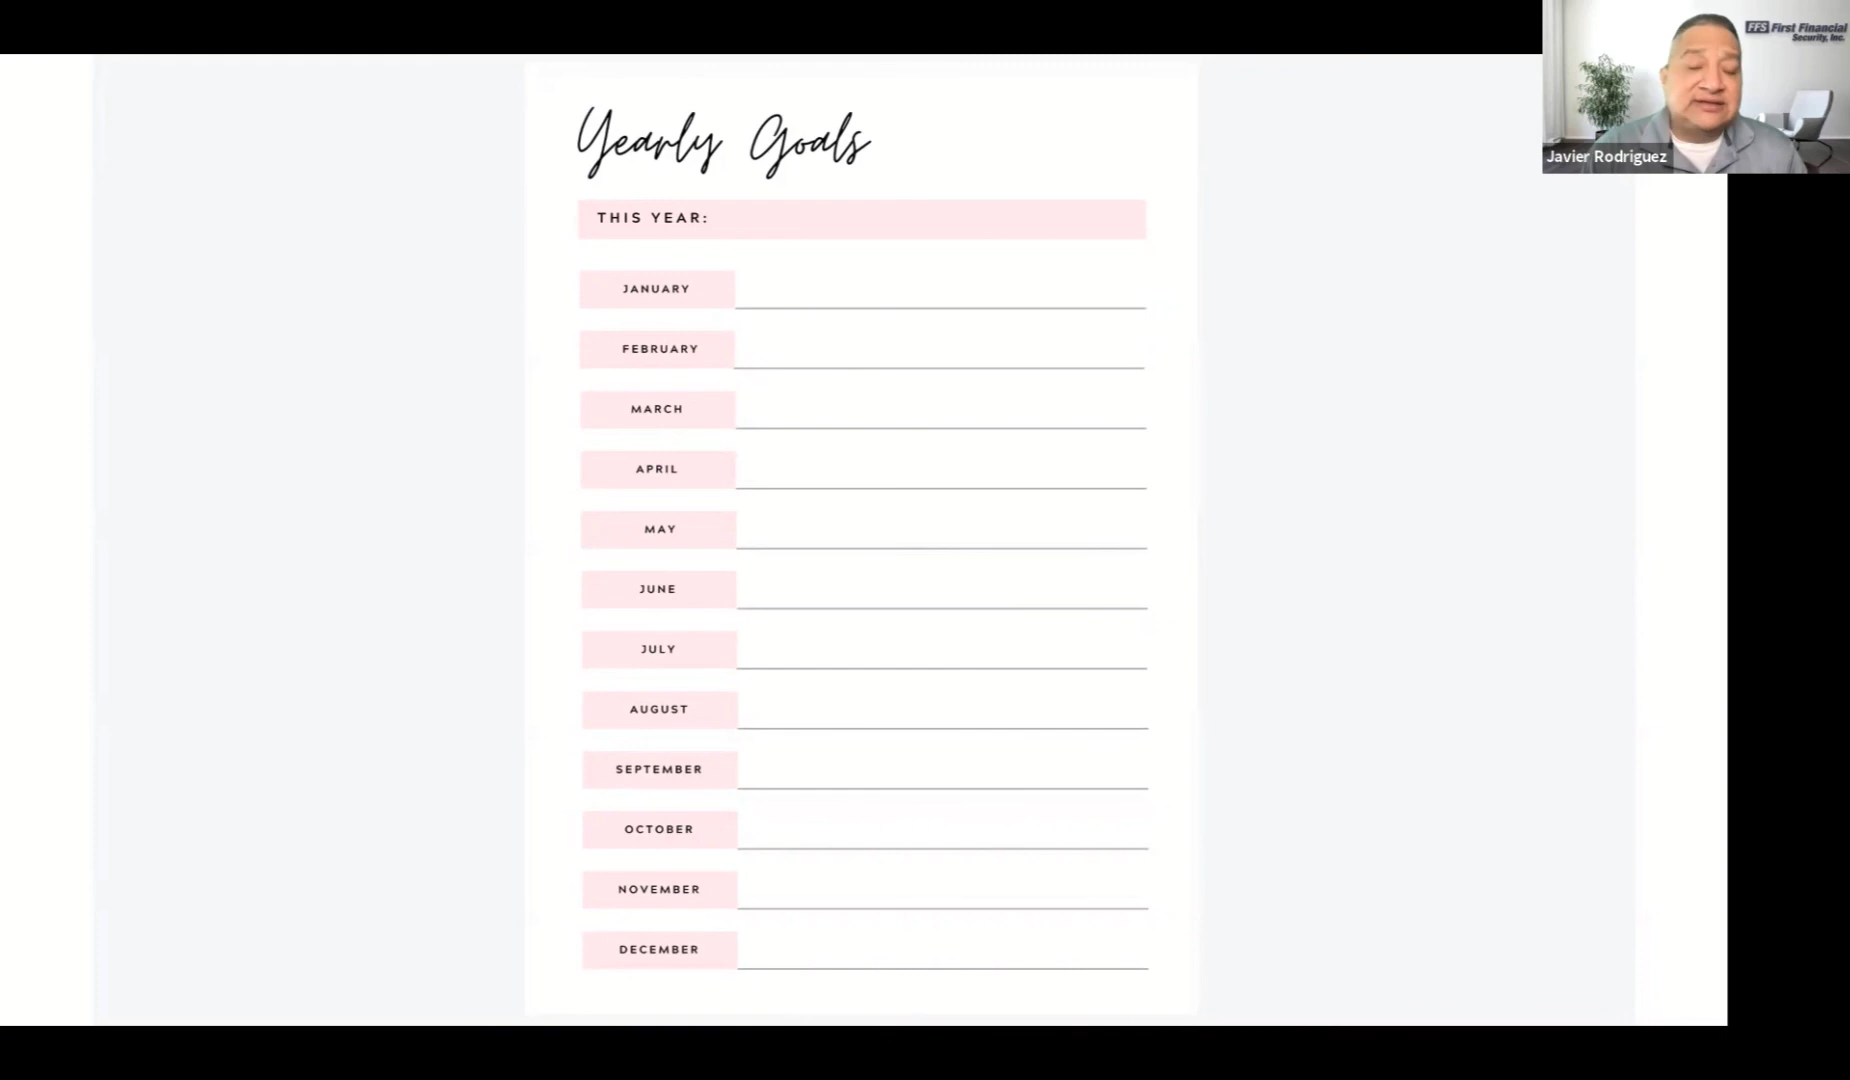 Yearly Goals
THIS YEAR:
JANUARY
FEBRUARY
MARCH
APRIL
MAY
JUNE
JULY
AUGUST
SEPTEMBER
OCTOBER
NOVEMBER
DECEMBER
FFS First Financial
Security, Inc.
Javier Rodriguez